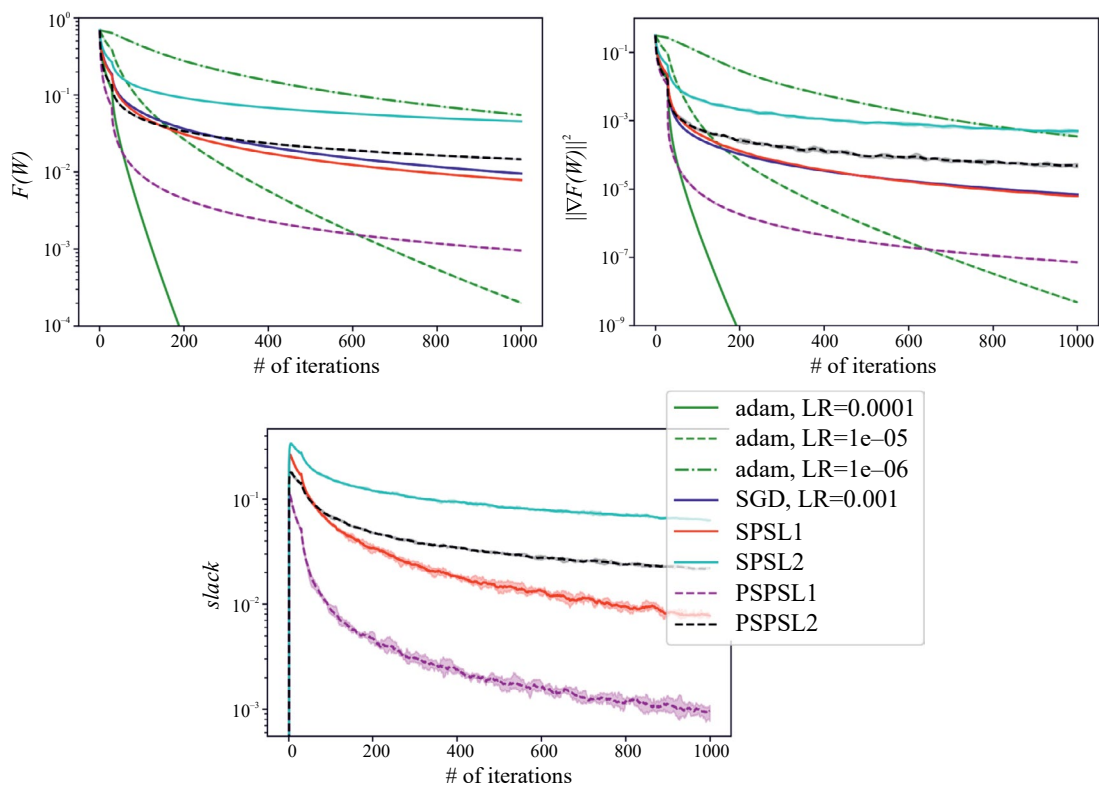 F(W)
10⁰
10⁻¹
10⁻²
10⁻³
10⁻⁴
0 200 400 600 800 1000
# of iterations
||∇F(W)||²
10⁻¹
10⁻³
10⁻⁵
10⁻⁷
10⁻⁹
0 200 400 600 800 1000
# of iterations
slack
10⁻¹
10⁻²
10⁻³
0 200 400 600 800 1000
# of iterations
adam, LR=0.0001
adam, LR=1e–05
adam, LR=1e–06
SGD, LR=0.001
SPSL1
SPSL2
PSPSL1
PSPSL2